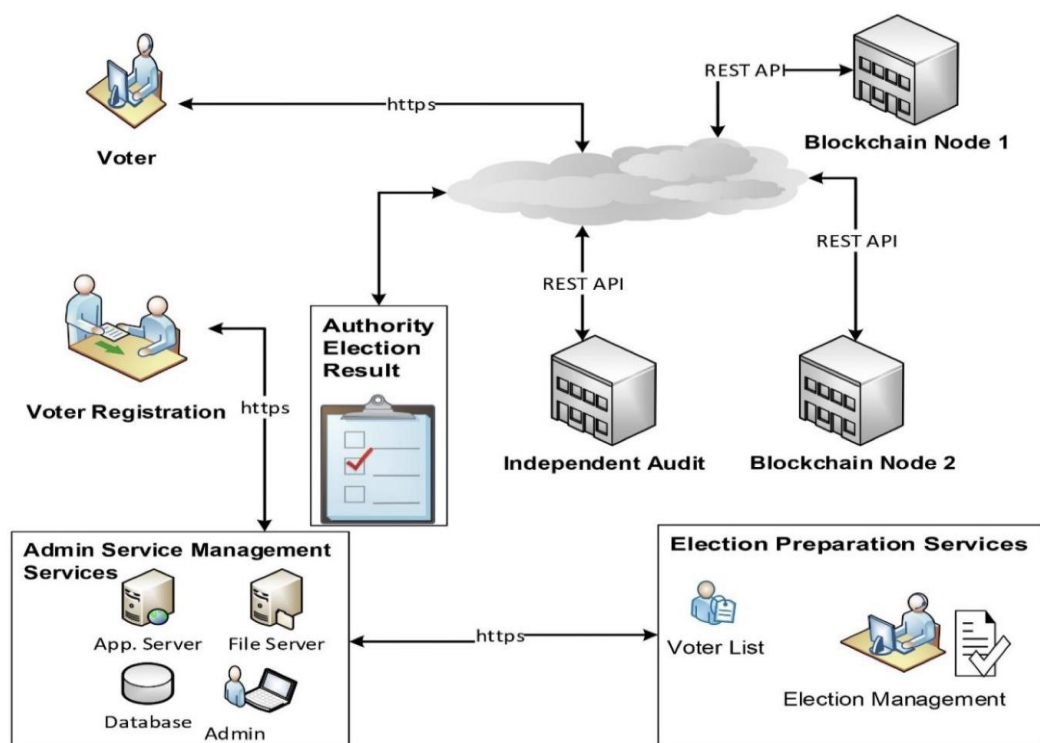 REST API
https
Voter
Blockchain Node 1
REST API
REST API
Authority
Election
Result
Voter Registration
https
Independent Audit
Blockchain Node 2
Admin Service Management
Services
App. Server
File Server
Database
Admin
https
Election Preparation Services
Voter List
Election Management